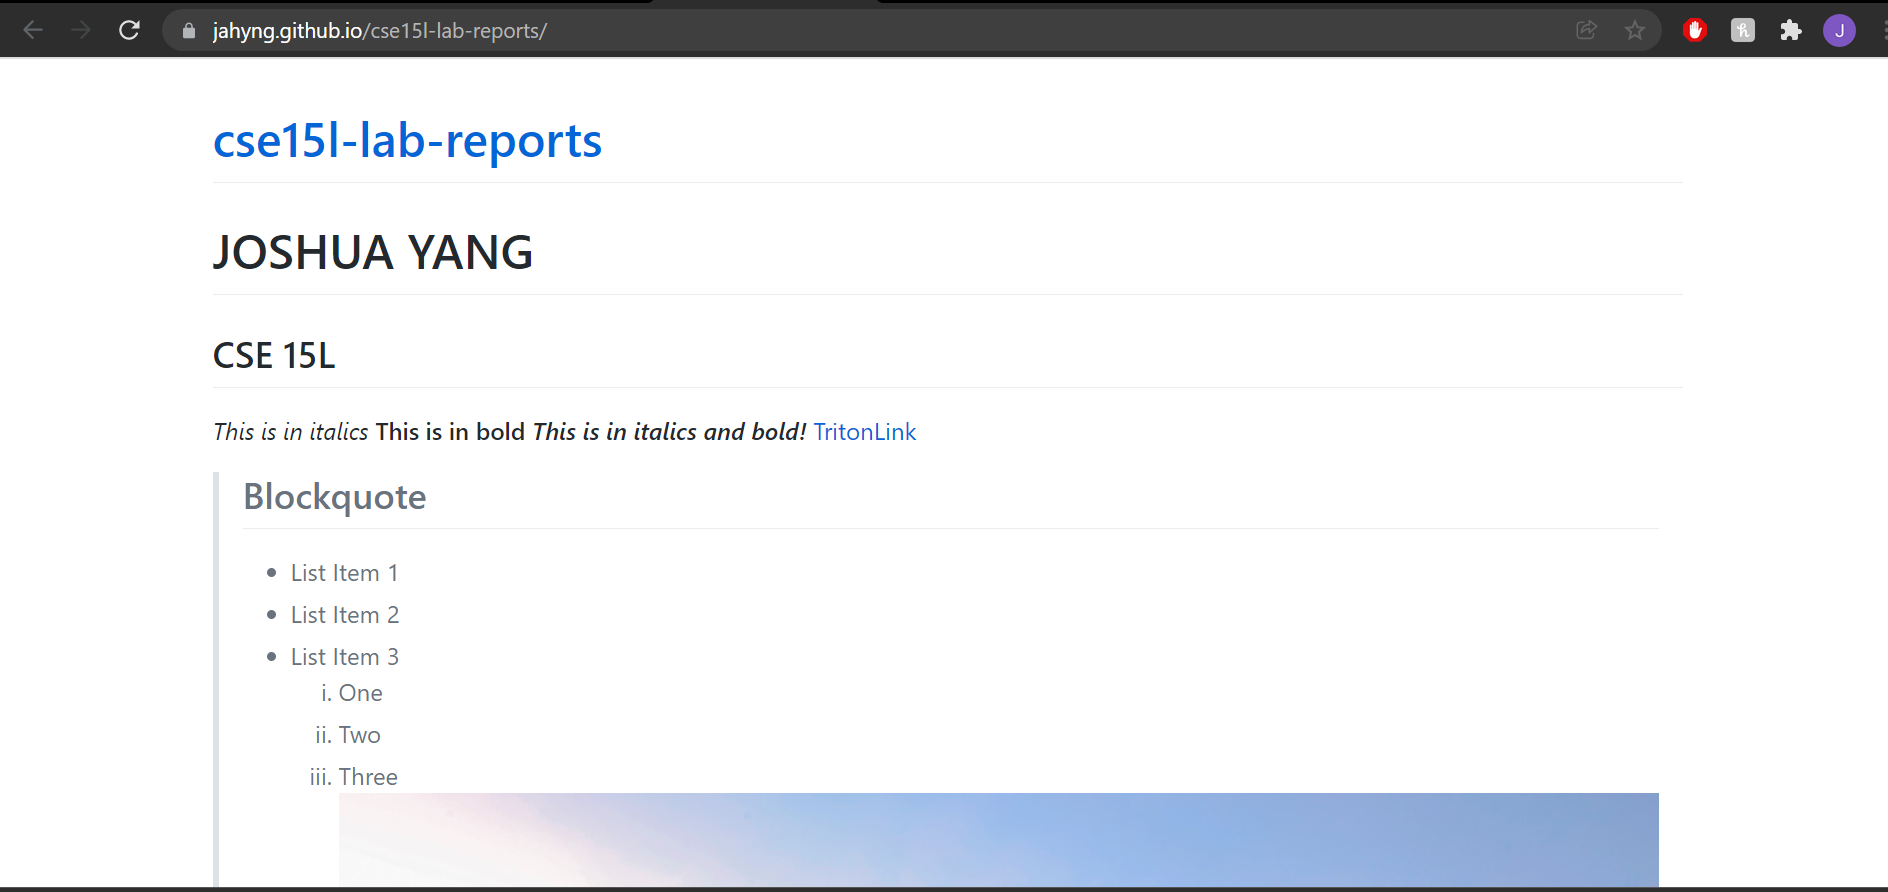 jahyng.github.io/cse15l-lab-reports/
J
cse15l-lab-reports
JOSHUA YANG
CSE 15L
This is in italics This is in bold This is in italics and bold! TritonLink
Blockquote
• List Item 1
• List Item 2
• List Item 3
i. One
ii. Two
iii. Three